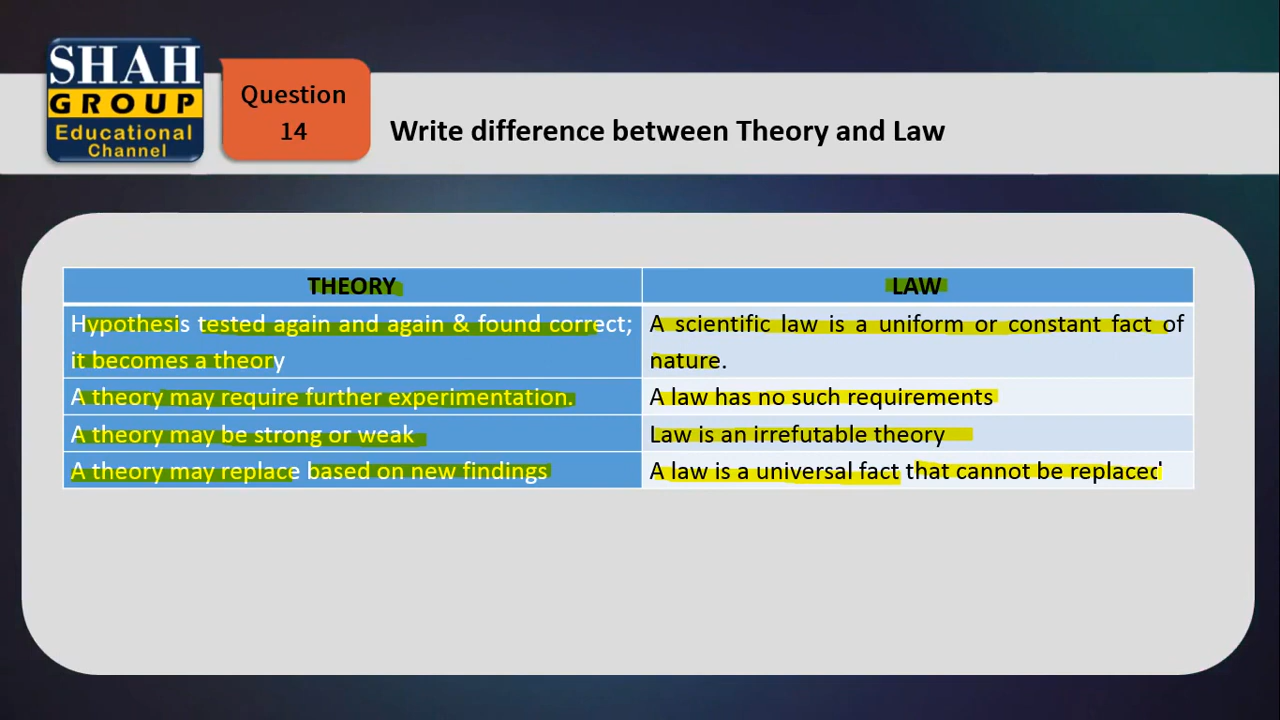 SHAH
GROUP
Educational
Channel
Question
14
Write difference between Theory and Law
THEORY
LAW
Hypothesis tested again and again & found correct;
it becomes a theory
A scientific law is a uniform or constant fact of
nature.
A theory may require further experimentation.
A law has no such requirements
A theory may be strong or weak
Law is an irrefutable theory
A theory may replace based on new findings
A law is a universal fact that cannot be replaced